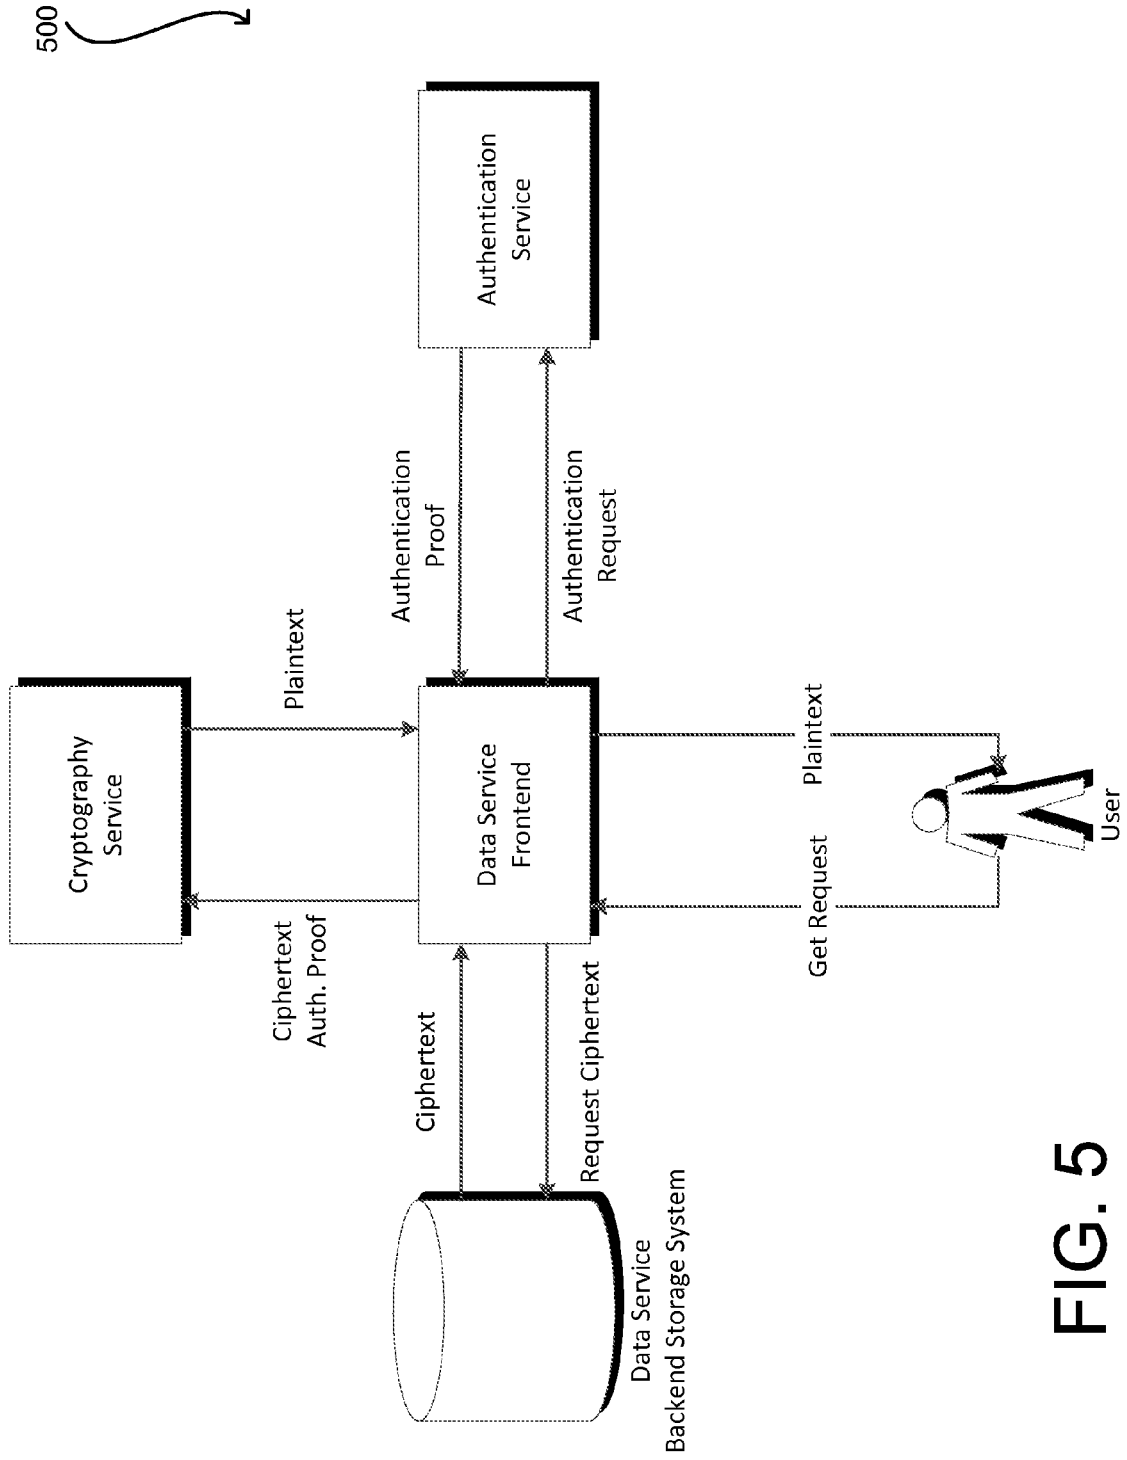 500
Cryptography
Service
Plaintext
Ciphertext
Auth. Proof
Authentication
Proof
Authentication
Service
Authentication
Request
Data Service
Frontend
Ciphertext
Request Ciphertext
Data Service
Backend Storage System
Get Request
Plaintext
User
FIG. 5